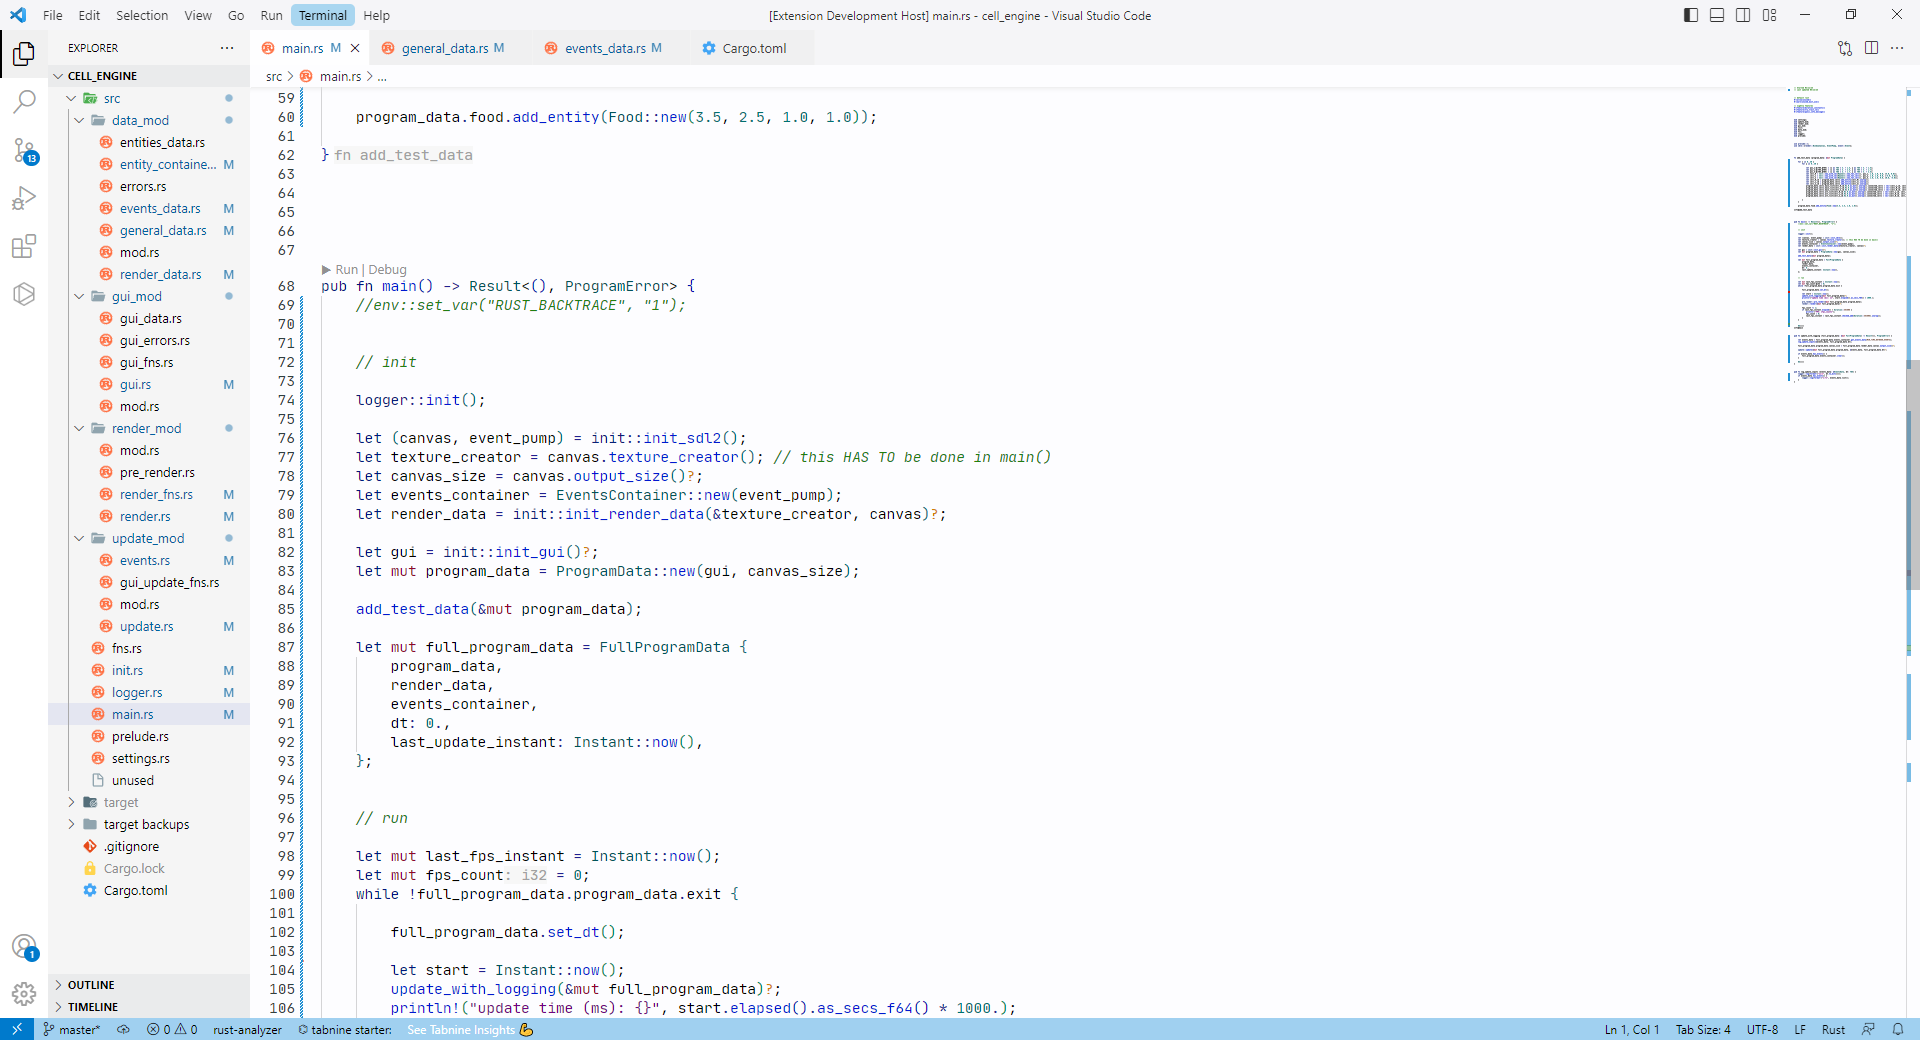 File Edit Selection View Go Run Terminal Help
[Extension Development Host] main.rs - cell_engine - Visual Studio Code
EXPLORER
main.rs M
general_data.rs M
events_data.rs M
Cargo.toml
CELL_ENGINE
src > main.rs > ...
src
data_mod
entities_data.rs
entity_containe... M
errors.rs
events_data.rs M
general_data.rs M
mod.rs
render_data.rs M
gui_mod
gui_data.rs
gui_errors.rs
gui_fns.rs
gui.rs M
mod.rs
render_mod
mod.rs
pre_render.rs
render_fns.rs M
render.rs M
update_mod
events.rs M
gui_update_fns.rs
mod.rs
update.rs M
fns.rs
init.rs M
logger.rs M
main.rs M
prelude.rs
settings.rs
unused
target
target backups
.gitignore
Cargo.lock
Cargo.toml
OUTLINE
TIMELINE
13
1
59
60 program_data.food.add_entity(Food::new(3.5, 2.5, 1.0, 1.0));
61
62 } fn add_test_data
63
64
65
66
67
Run | Debug
68 pub fn main() -> Result<(), ProgramError> {
69 //env::set_var("RUST_BACKTRACE", "1");
70
71
72 // init
73
74 logger::init();
75
76 let (canvas, event_pump) = init::init_sdl2();
77 let texture_creator = canvas.texture_creator(); // this HAS TO be done in main()
78 let canvas_size = canvas.output_size()?;
79 let events_container = EventsContainer::new(event_pump);
80 let render_data = init::init_render_data(&texture_creator, canvas)?;
81
82 let gui = init::init_gui()?;
83 let mut program_data = ProgramData::new(gui, canvas_size);
84
85 add_test_data(&mut program_data);
86
87 let mut full_program_data = FullProgramData {
88 program_data,
89 render_data,
90 events_container,
91 dt: 0.,
92 last_update_instant: Instant::now(),
93 };
94
95
96 // run
97
98 let mut last_fps_instant = Instant::now();
99 let mut fps_count: i32 = 0;
100 while !full_program_data.program_data.exit {
101
102 full_program_data.set_dt();
103
104 let start = Instant::now();
105 update_with_logging(&mut full_program_data)?;
106 println!("update time (ms): {}", start.elapsed().as_secs_f64() * 1000.);
master* 0 0 rust-analyzer tabnine starter: See Tabnine Insights Ln 1, Col 1 Tab Size: 4 UTF-8 LF Rust